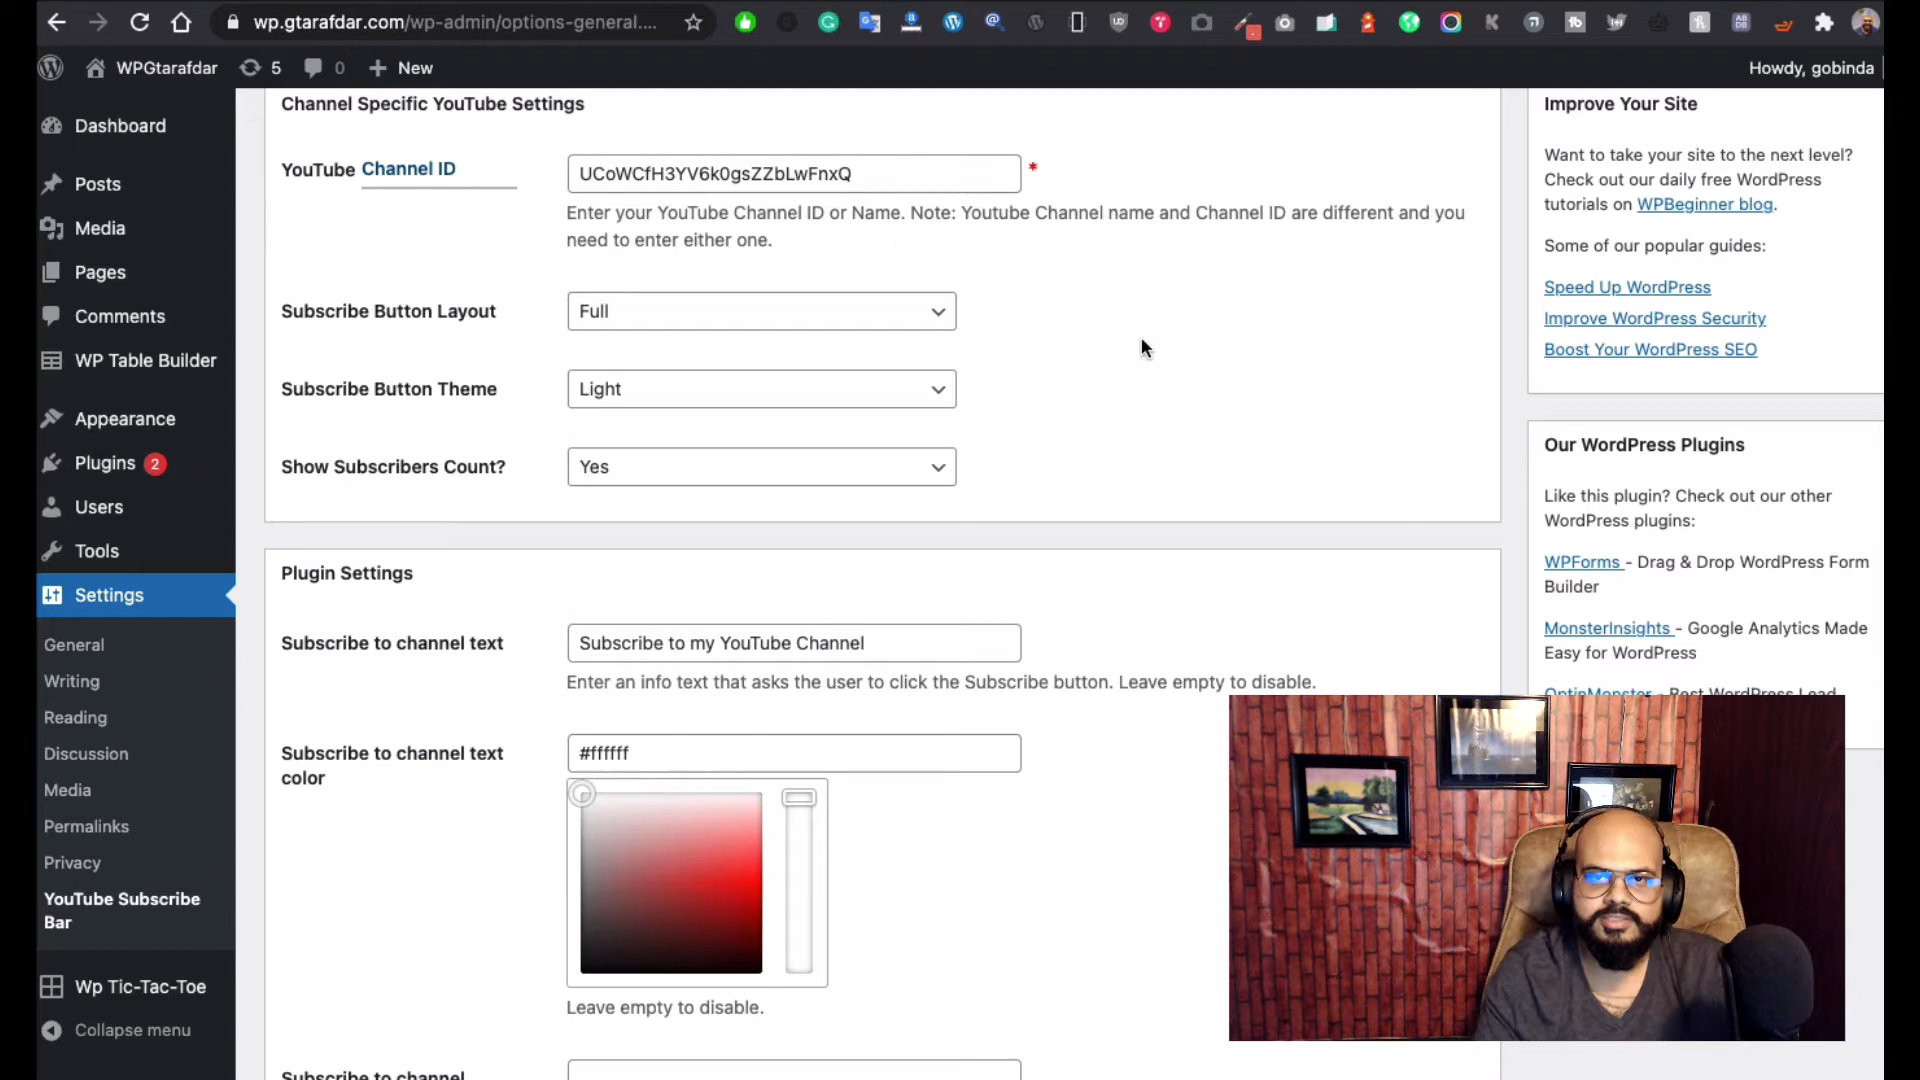 wp.gtarafdar.com/wp-admin/options-general....
WPGtarafdar
5
0
New
Howdy, gobinda
Dashboard
Posts
Media
Pages
Comments
WP Table Builder
Appearance
Plugins 2
Users
Tools
Settings
General
Writing
Reading
Discussion
Media
Permalinks
Privacy
YouTube Subscribe
Bar
Wp Tic-Tac-Toe
Collapse menu
Channel Specific YouTube Settings
YouTube Channel ID
UCoWCfH3YV6k0gsZZbLwFnxQ *
Enter your YouTube Channel ID or Name. Note: Youtube Channel name and Channel ID are different and you
need to enter either one.
Subscribe Button Layout
Full
Subscribe Button Theme
Light
Show Subscribers Count?
Yes
Plugin Settings
Subscribe to channel text
Subscribe to my YouTube Channel
Enter an info text that asks the user to click the Subscribe button. Leave empty to disable.
Subscribe to channel text
color
#ffffff
Leave empty to disable.
Subscribe to channel
Improve Your Site
Want to take your site to the next level?
Check out our daily free WordPress
tutorials on WPBeginner blog.
Some of our popular guides:
Speed Up WordPress
Improve WordPress Security
Boost Your WordPress SEO
Our WordPress Plugins
Like this plugin? Check out our other
WordPress plugins:
WPForms - Drag & Drop WordPress Form
Builder
MonsterInsights - Google Analytics Made
Easy for WordPress
OptinMonster - Best WordPress Lead